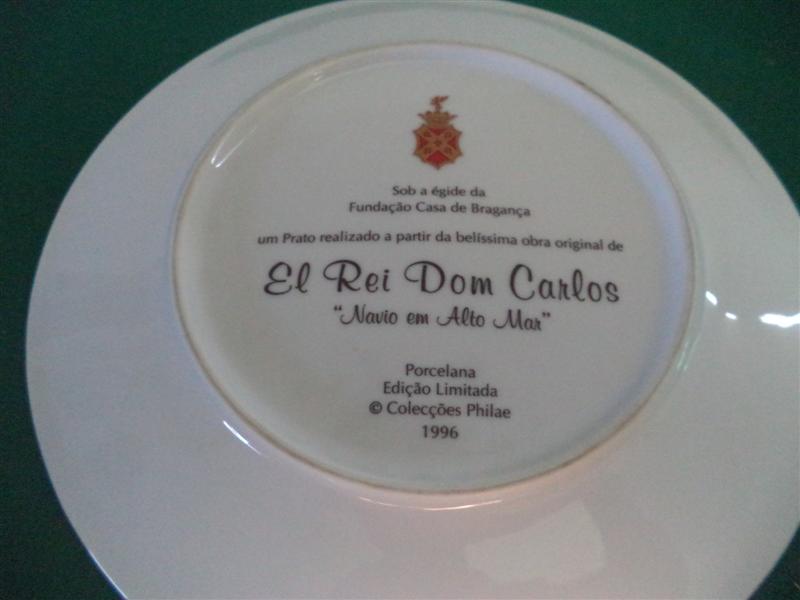 Sob a égide da
Fundação Casa de Bragança
um Prato realizado a partir da belíssima obra original de
El Rei Dom Carlos
"Navio em Alto Mar"
Porcelana
Edição Limitada
© Colecções Philae
1996